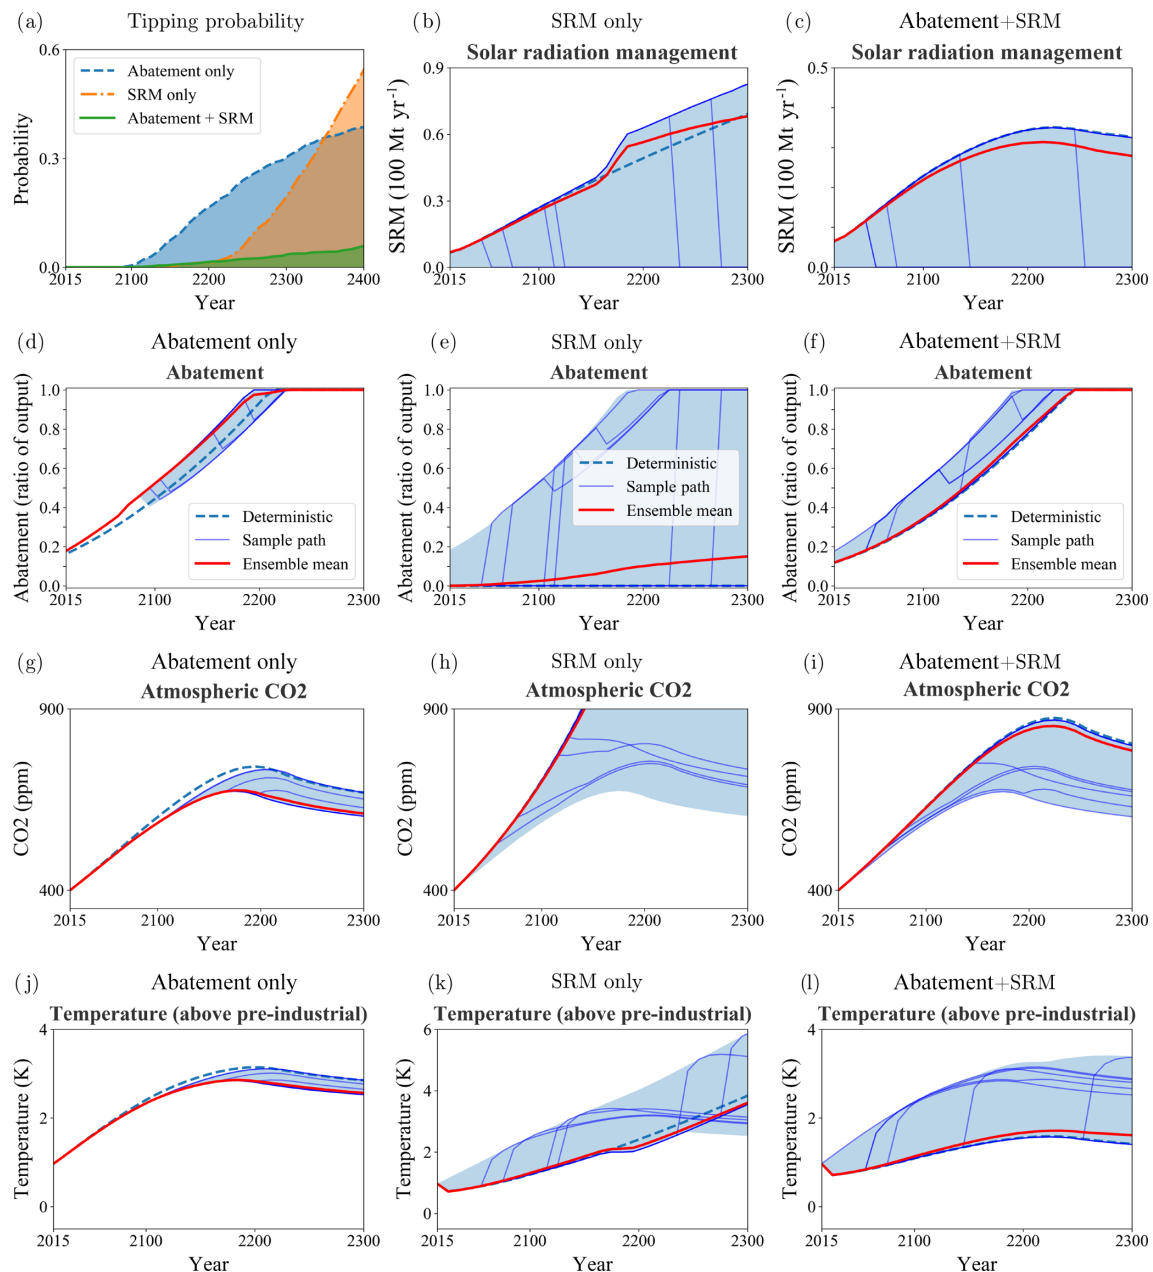 (a) Tipping probability
0.6
0.3
0.0
Probability
Abatement only
SRM only
Abatement + SRM
2015 2100 2200 2300 2400
Year
(b) SRM only
Solar radiation management
0.9
0.6
0.3
0.0
SRM (100 Mt yr-1)
2015 2100 2200 2300
Year
(c) Abatement+SRM
Solar radiation management
0.5
0.0
SRM (100 Mt yr-1)
2015 2100 2200 2300
Year
(d) Abatement only
Abatement
1.0
0.8
0.6
0.4
0.2
0.0
Abatement (ratio of output)
Deterministic
Sample path
Ensemble mean
2015 2100 2200 2300
Year
(e) SRM only
Abatement
1.0
0.8
0.6
0.4
0.2
0.0
Abatement (ratio of output)
Deterministic
Sample path
Ensemble mean
2015 2100 2200 2300
Year
(f) Abatement+SRM
Abatement
1.0
0.8
0.6
0.4
0.2
0.0
Abatement (ratio of output)
Deterministic
Sample path
Ensemble mean
2015 2100 2200 2300
Year
(g) Abatement only
Atmospheric CO2
900
400
CO2 (ppm)
2015 2100 2200 2300
Year
(h) SRM only
Atmospheric CO2
900
400
CO2 (ppm)
2015 2100 2200 2300
Year
(i) Abatement+SRM
Atmospheric CO2
900
400
CO2 (ppm)
2015 2100 2200 2300
Year
(j) Abatement only
Temperature (above pre-industrial)
4
2
0
Temperature (K)
2015 2100 2200 2300
Year
(k) SRM only
Temperature (above pre-industrial)
6
4
2
0
Temperature (K)
2015 2100 2200 2300
Year
(l) Abatement+SRM
Temperature (above pre-industrial)
4
2
0
Temperature (K)
2015 2100 2200 2300
Year